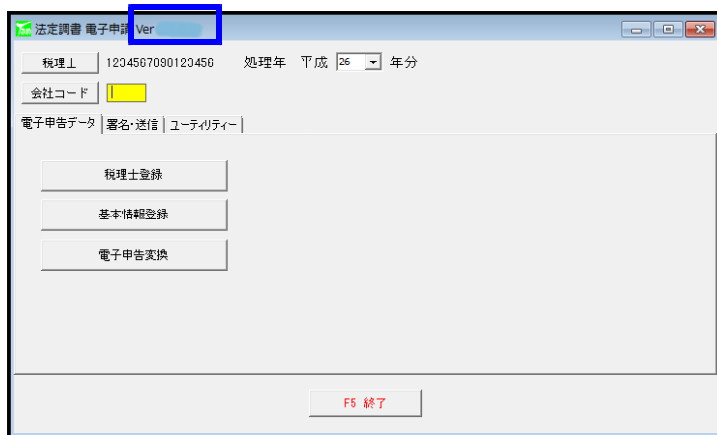 法定調書 電子申請 Ver
税理士 1234567090123456 処理年 平成 26 年分
会社コード
電子申告データ 署名・送信 ユーティリティー
税理士登録
基本情報登録
電子申告変換
F5 終了